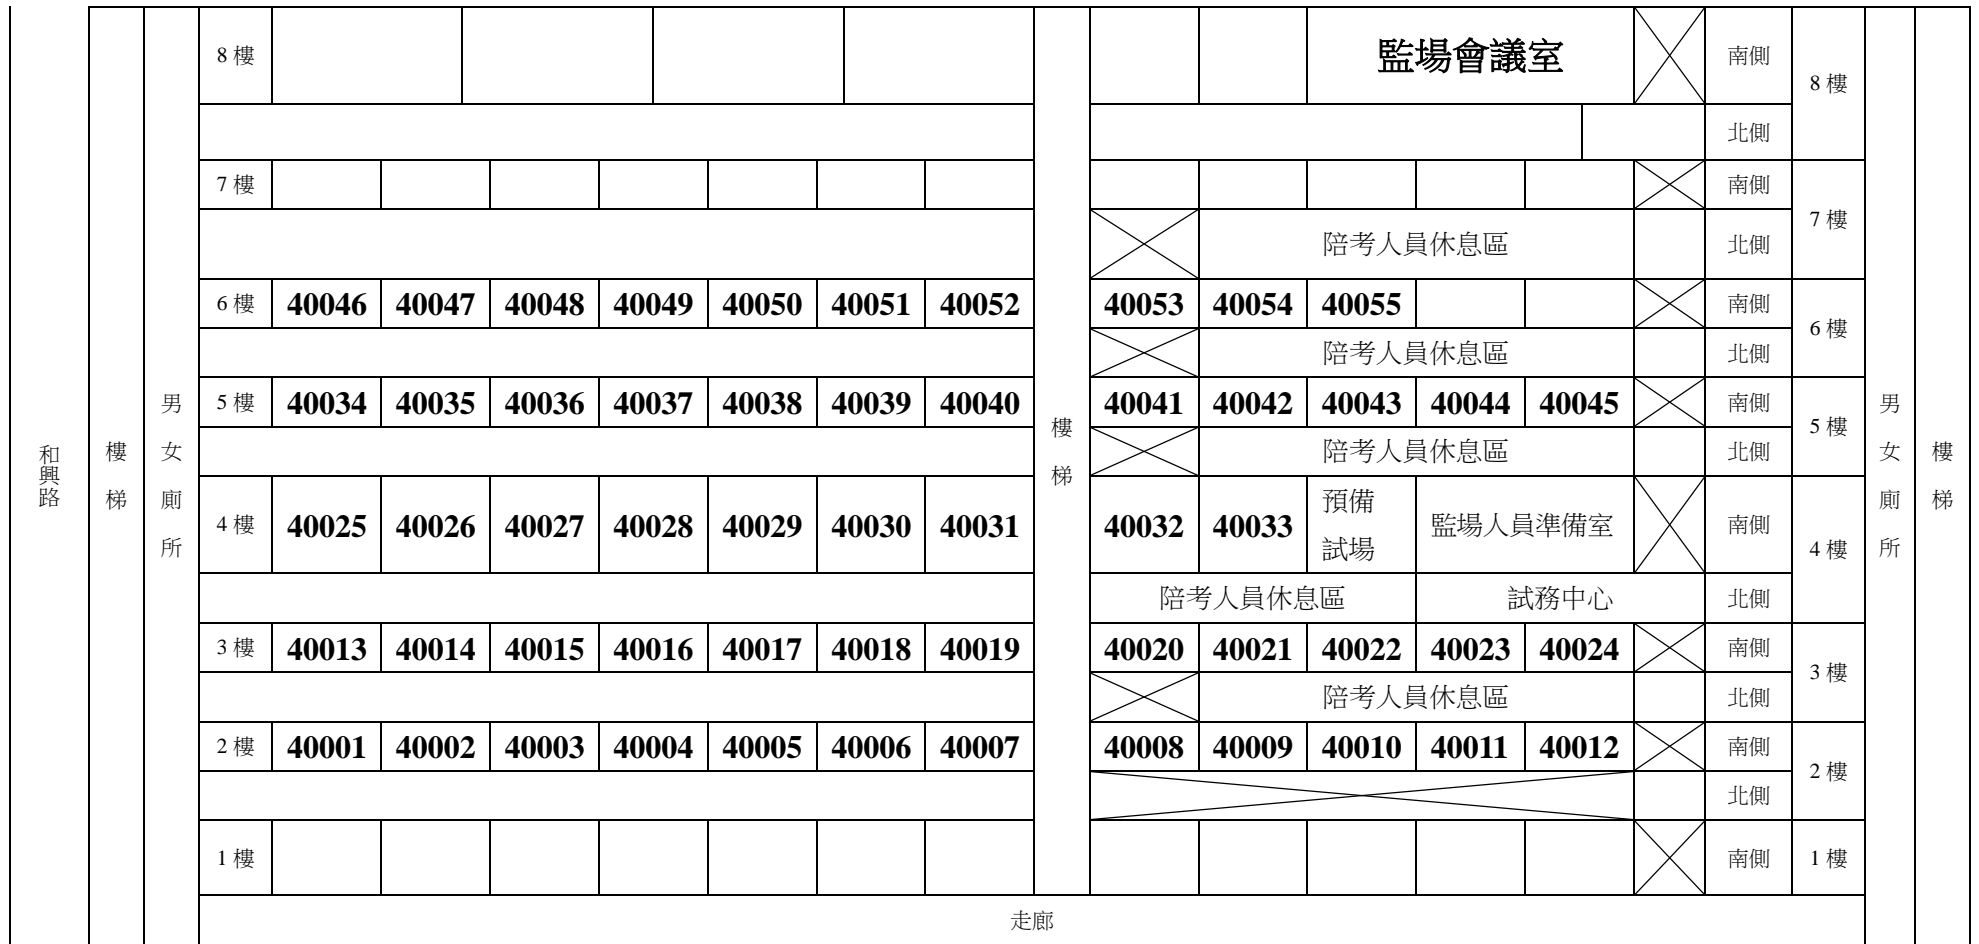 和興路
樓梯
男女廁所
8 樓
監場會議室
南側
8 樓
北側
7 樓
南側
7 樓
陪考人員休息區
北側
6 樓 40046 40047 40048 40049 40050 40051 40052
40053 40054 40055
南側
6 樓
陪考人員休息區
北側
5 樓 40034 40035 40036 40037 40038 40039 40040
樓梯
40041 40042 40043 40044 40045
南側
5 樓
陪考人員休息區
北側
4 樓 40025 40026 40027 40028 40029 40030 40031
40032 40033
預備
試場
監場人員準備室
南側
4 樓
陪考人員休息區
試務中心
北側
3 樓 40013 40014 40015 40016 40017 40018 40019
40020 40021 40022 40023 40024
南側
3 樓
陪考人員休息區
北側
2 樓 40001 40002 40003 40004 40005 40006 40007
40008 40009 40010 40011 40012
南側
2 樓
北側
1 樓
南側
1 樓
男女廁所
樓梯
走廊